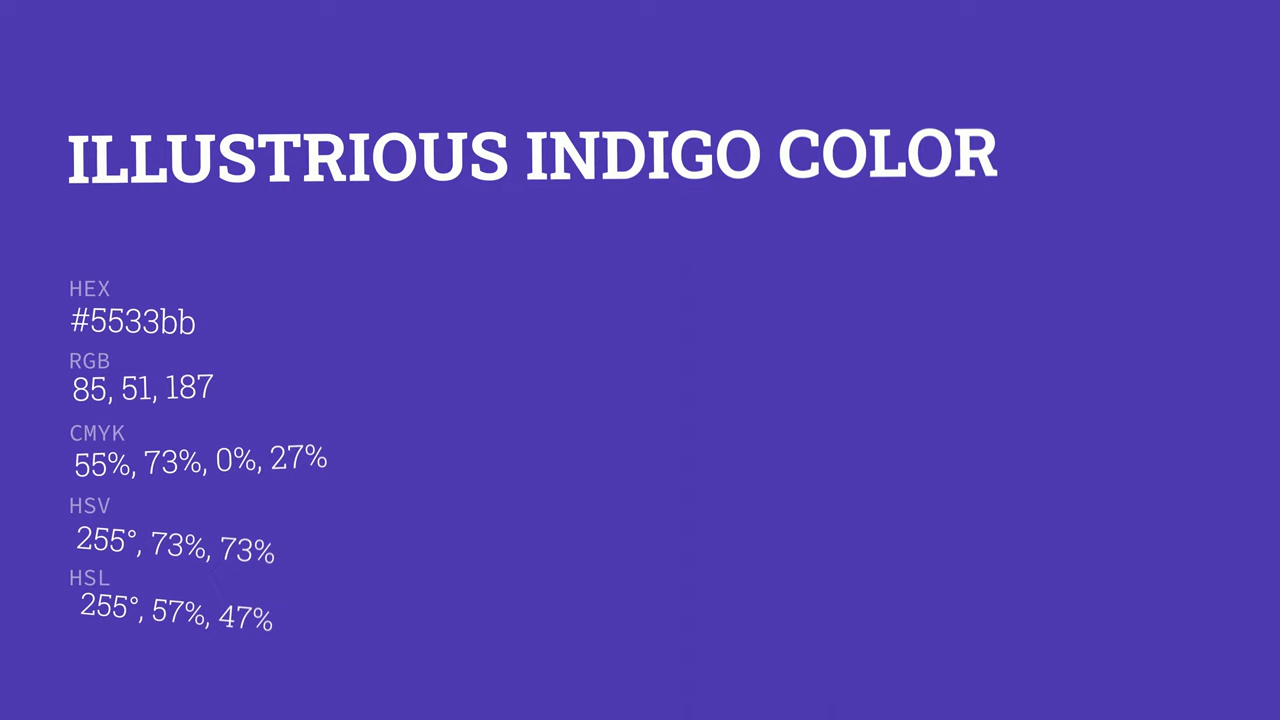 ILLUSTRIOUS INDIGO COLOR
HEX
#5533bb
RGB
85, 51, 187
CMYK
55%, 73%, 0%, 27%
HSV
255°, 73%, 73%
HSL
255°, 57%, 47%